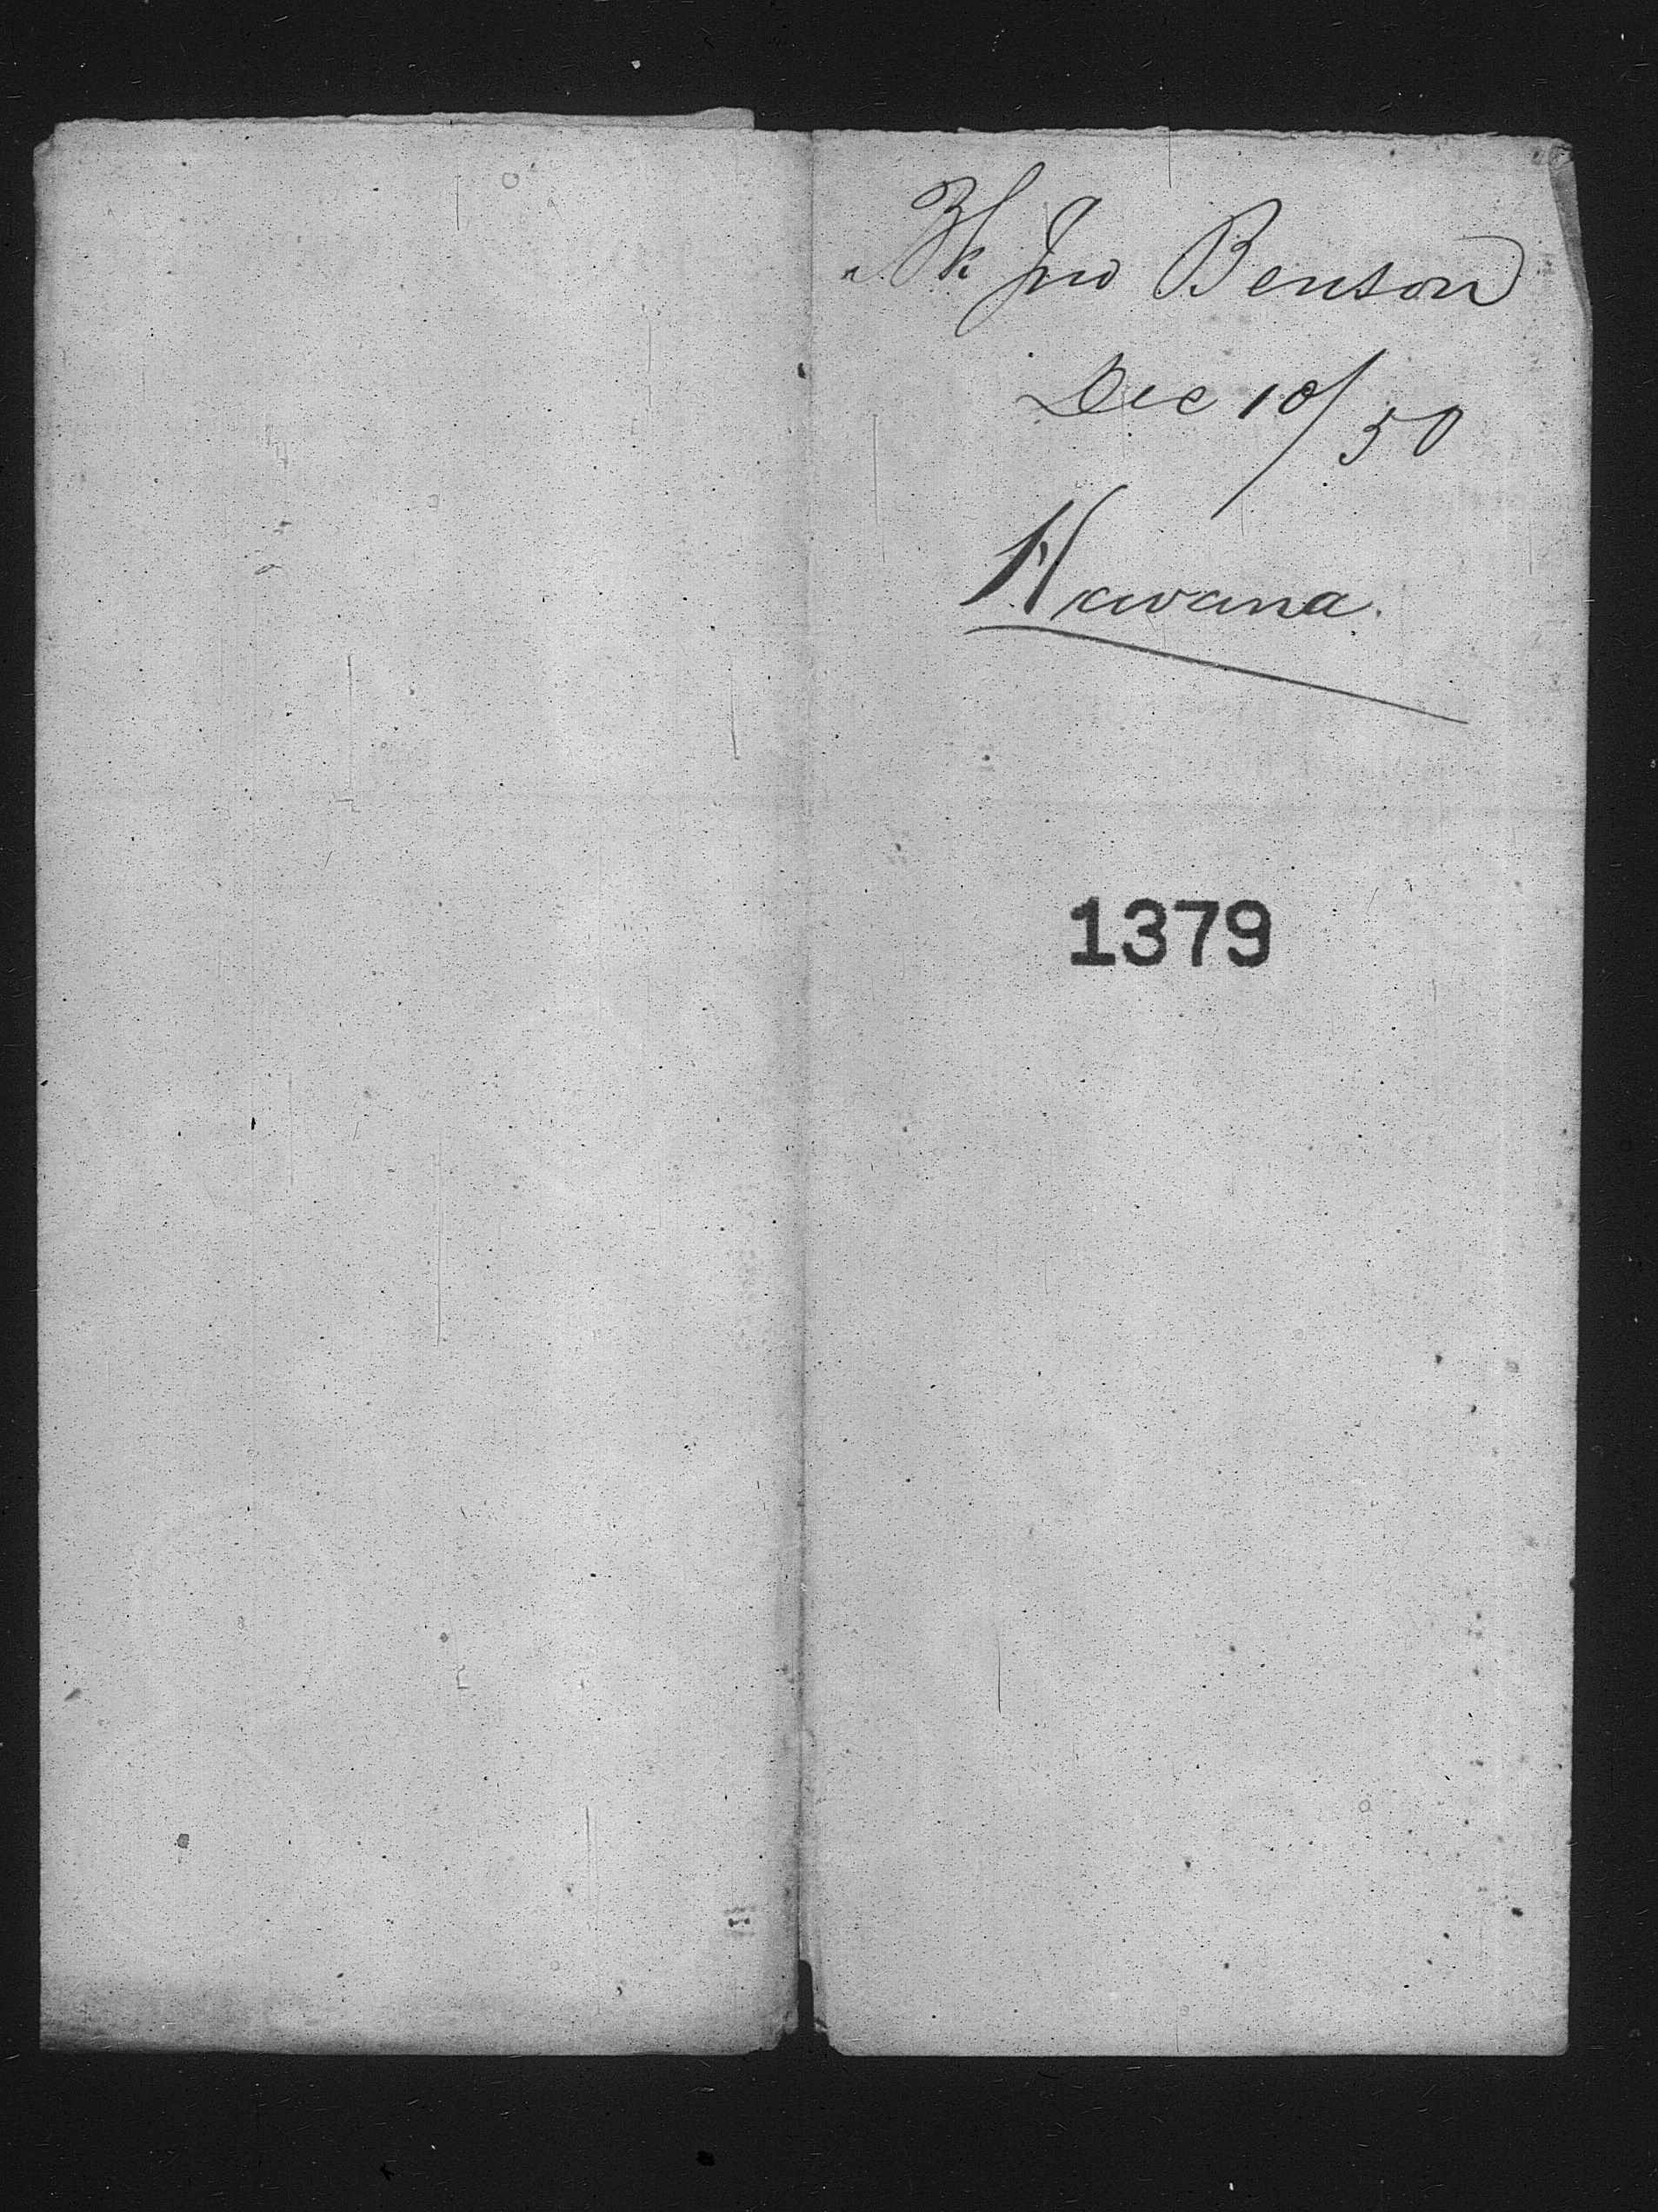 Bk Jno Benson
Dec 10/50
Havana.
1379